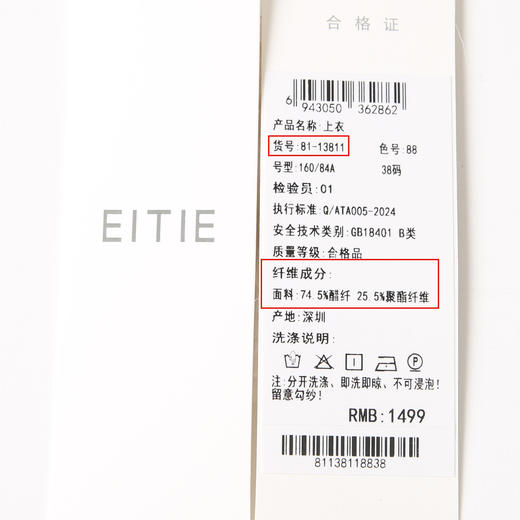 EITIE
合格证
6 943050 362862
产品名称:上衣
货号:81-13811 色号:88
号型:160/84A 38码
检验员:01
执行标准:Q/ATA005-2024
安全技术类别:GB18401 B类
质量等级:合格品
纤维成分:
面料:74.5%醋纤 25.5%聚酯纤维
产地:深圳
洗涤说明:
P
注:分开洗涤、即洗即晾、不可浸泡!
留意勾纱!
RMB:1499
81138118838